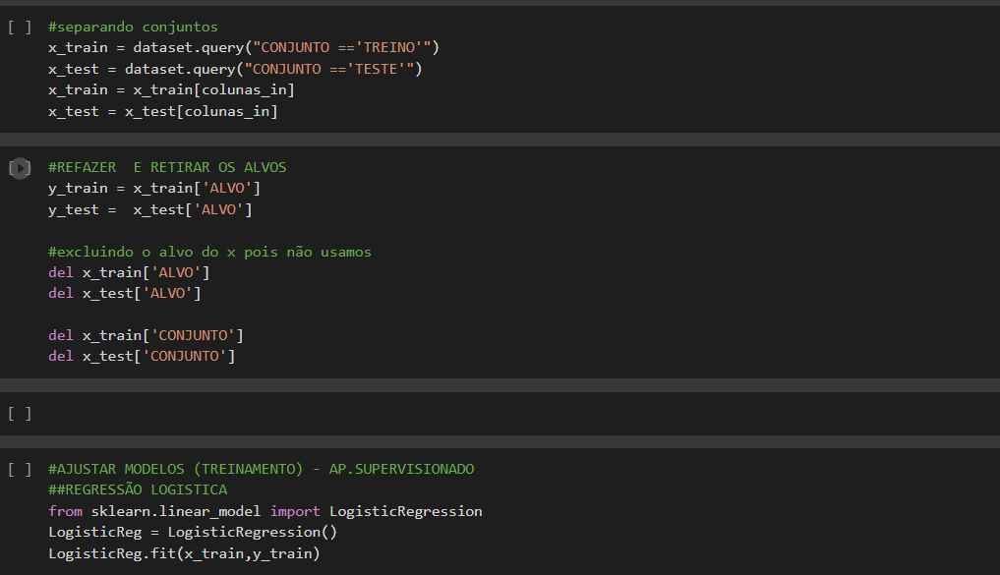 [ ] #separando conjuntos
x_train = dataset.query("CONJUNTO =='TREINO'")
x_test = dataset.query("CONJUNTO =='TESTE'")
x_train = x_train[colunas_in]
x_test = x_test[colunas_in]
[ ] #REFAZER  E RETIRAR OS ALVOS
y_train = x_train['ALVO']
y_test =  x_test['ALVO']
#excluindo o alvo do x pois não usamos
del x_train['ALVO']
del x_test['ALVO']
del x_train['CONJUNTO']
del x_test['CONJUNTO']
[ ]
[ ] #AJUSTAR MODELOS (TREINAMENTO) - AP.SUPERVISIONADO
##REGRESSÃO LOGISTICA
from sklearn.linear_model import LogisticRegression
LogisticReg = LogisticRegression()
LogisticReg.fit(x_train,y_train)